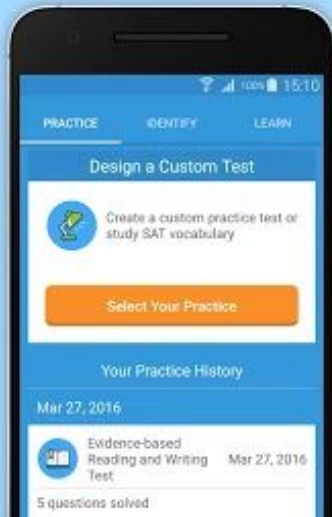 100% 15:10
PRACTICE IDENTIFY LEARN
Design a Custom Test
Create a custom practice test or
study SAT vocabulary
Select Your Practice
Your Practice History
Mar 27, 2016
Evidence-based
Reading and Writing Mar 27, 2016
Test
5 questions solved